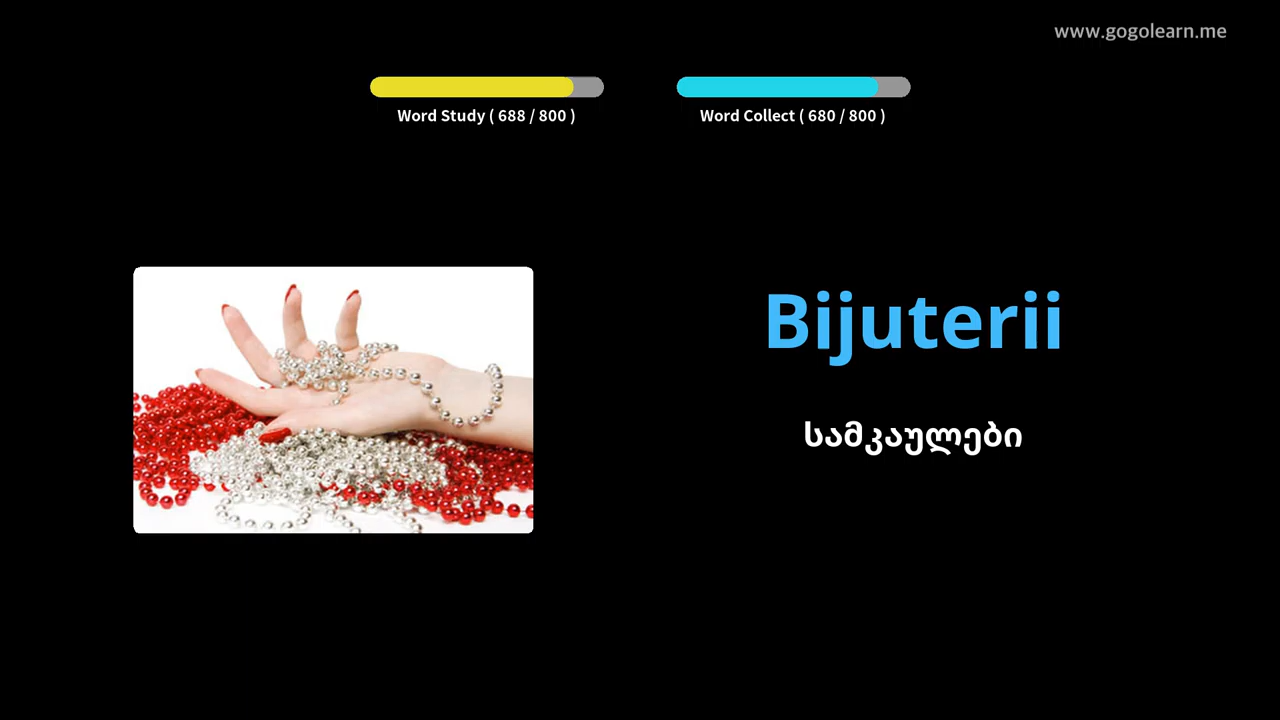 www.gogolearn.me
Word Study ( 688 / 800 )
Word Collect ( 680 / 800 )
Bijuterii
სამკაულები